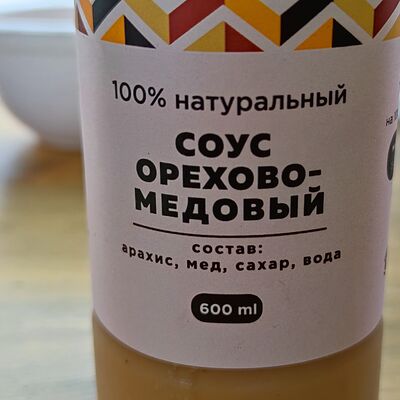 100% натуральный
СОУС
ОРЕХОВО-
МЕДОВЫЙ
состав:
арахис, мед, сахар, вода
600 ml